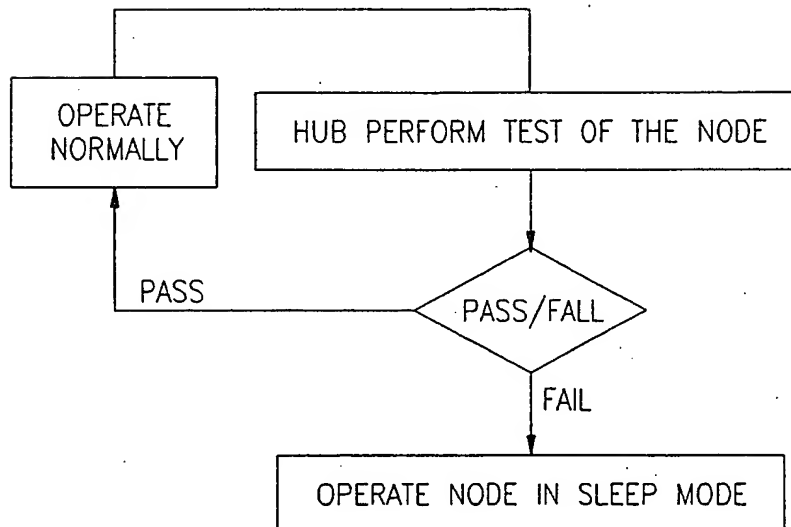 OPERATE
NORMALLY
HUB PERFORM TEST OF THE NODE
PASS
PASS/FALL
FAIL
OPERATE NODE IN SLEEP MODE